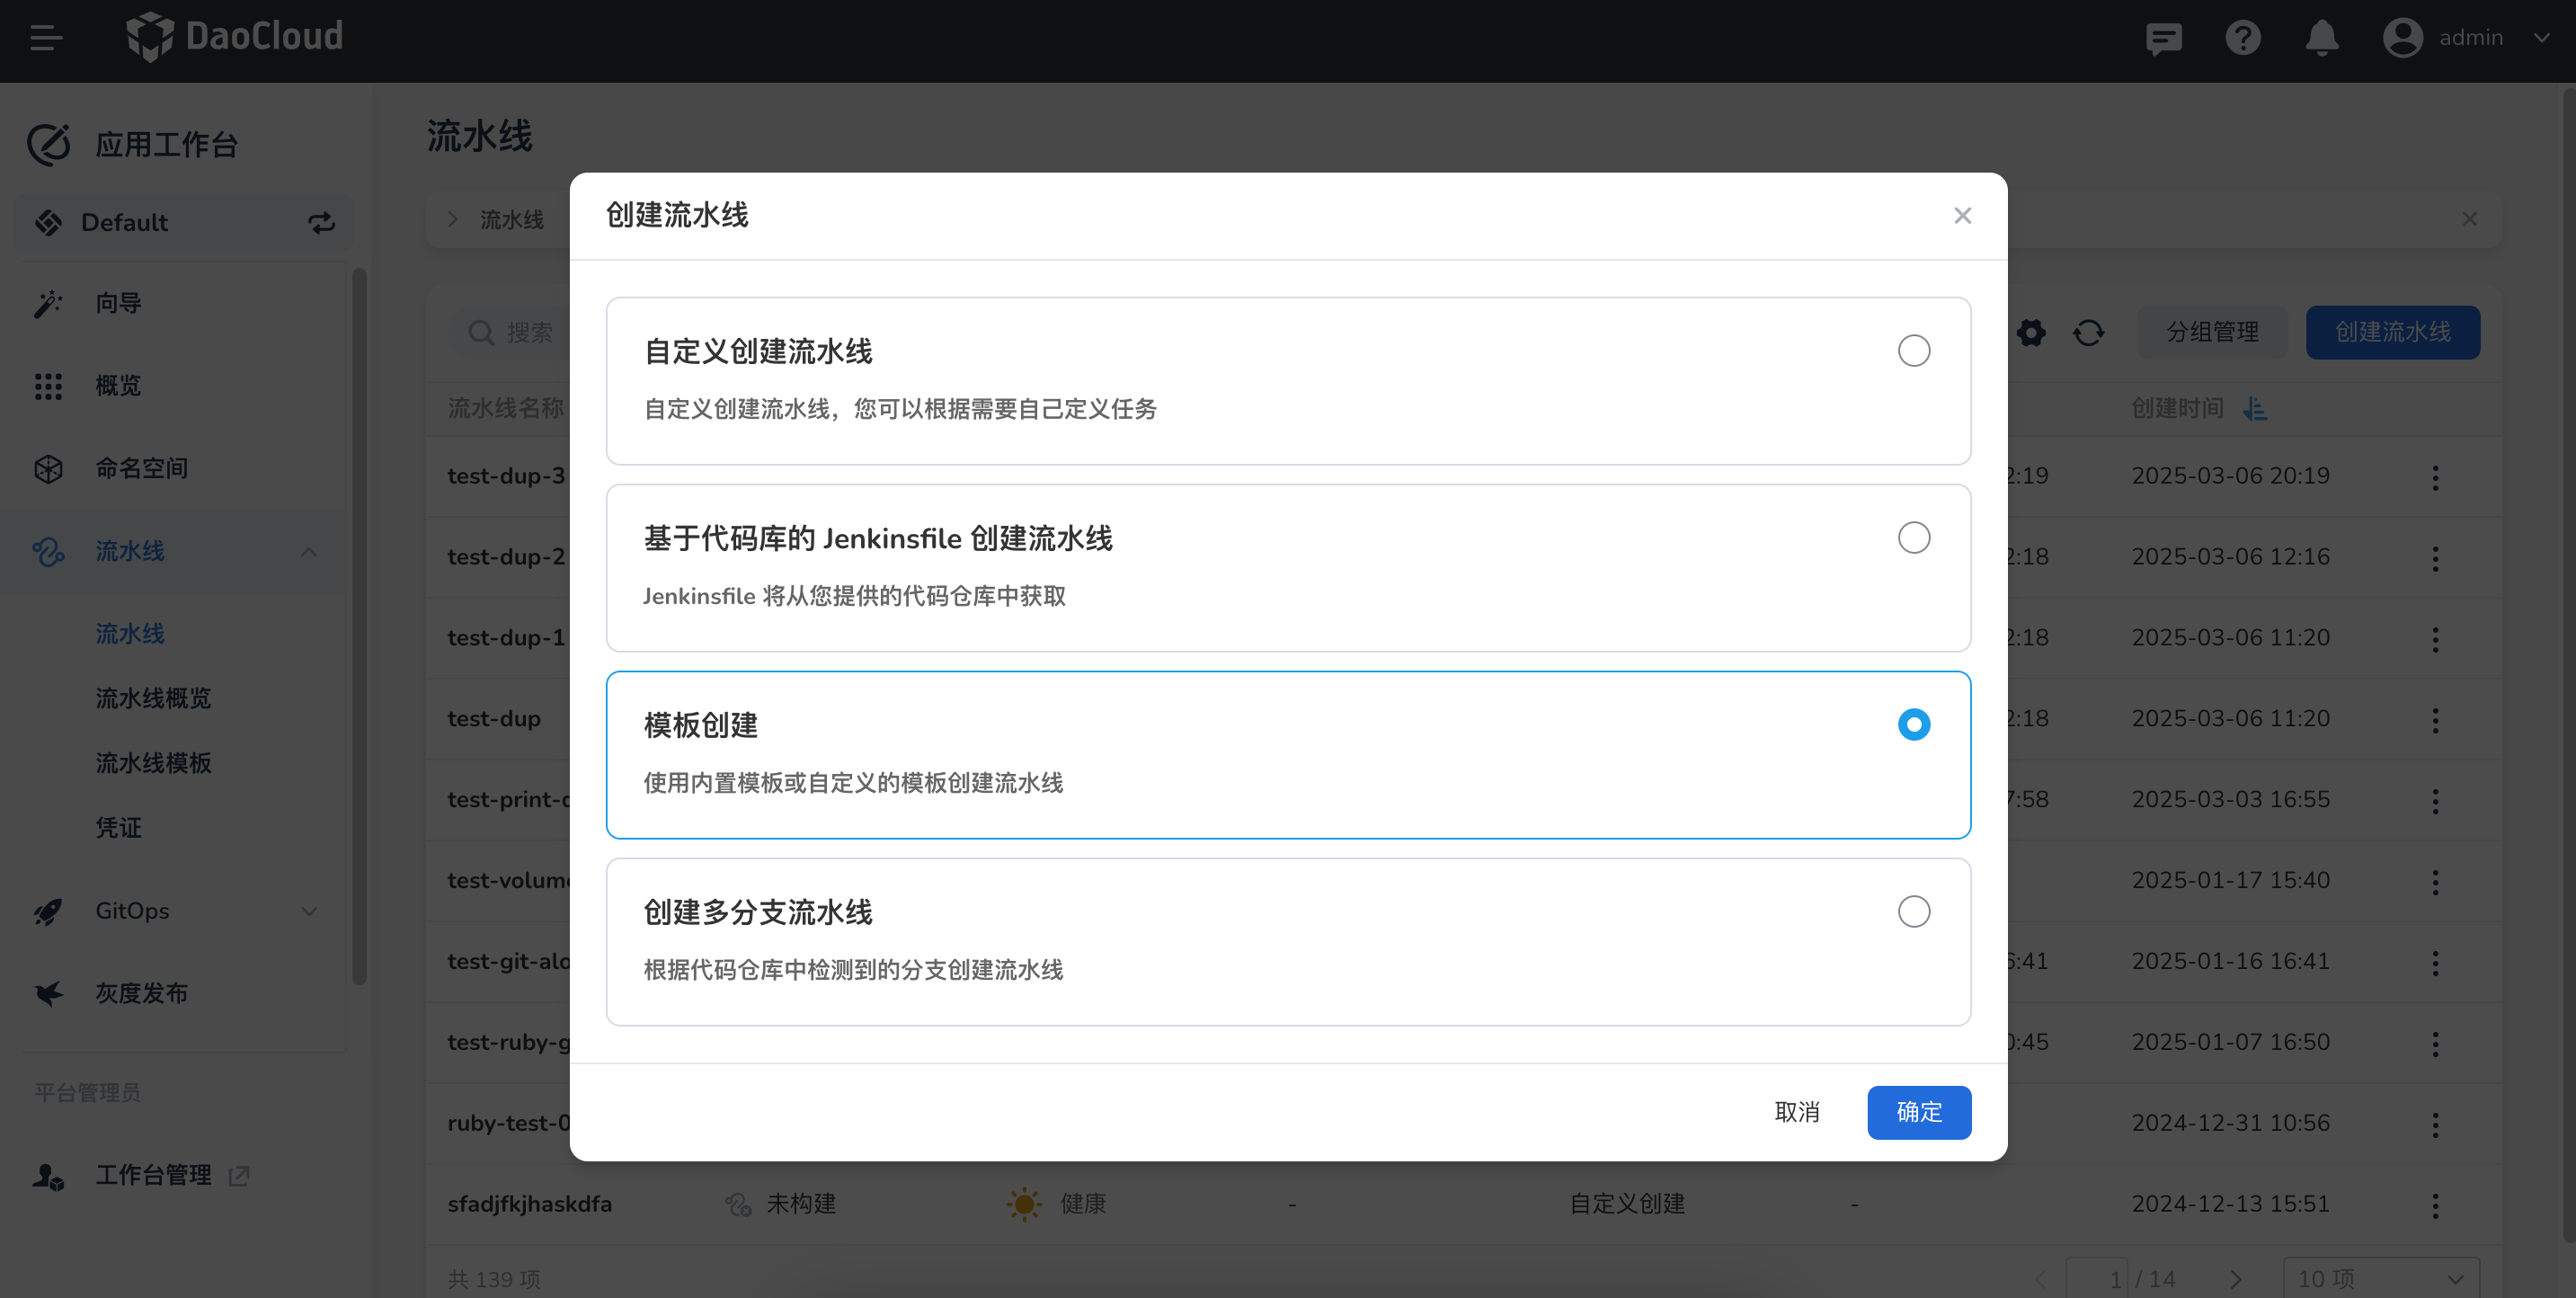 DaoCloud
admin
应用工作台
Default
向导
概览
命名空间
流水线
流水线
流水线概览
流水线模板
凭证
GitOps
灰度发布
平台管理员
工作台管理
流水线
流水线
搜索
分组管理
创建流水线
流水线名称
创建时间
test-dup-3
2:19
2025-03-06 20:19
test-dup-2
2:18
2025-03-06 12:16
test-dup-1
2:18
2025-03-06 11:20
test-dup
2:18
2025-03-06 11:20
test-print-
7:58
2025-03-03 16:55
test-volum
2025-01-17 15:40
test-git-alo
6:41
2025-01-16 16:41
test-ruby-g
0:45
2025-01-07 16:50
ruby-test-0
2024-12-31 10:56
sfadjfkjhaskdfa
未构建
健康
-
自定义创建
-
2024-12-13 15:51
共 139 项
1 / 14
10 项
创建流水线
自定义创建流水线
自定义创建流水线，您可以根据需要自己定义任务
基于代码库的 Jenkinsfile 创建流水线
Jenkinsfile 将从您提供的代码仓库中获取
模板创建
使用内置模板或自定义的模板创建流水线
创建多分支流水线
根据代码仓库中检测到的分支创建流水线
取消
确定